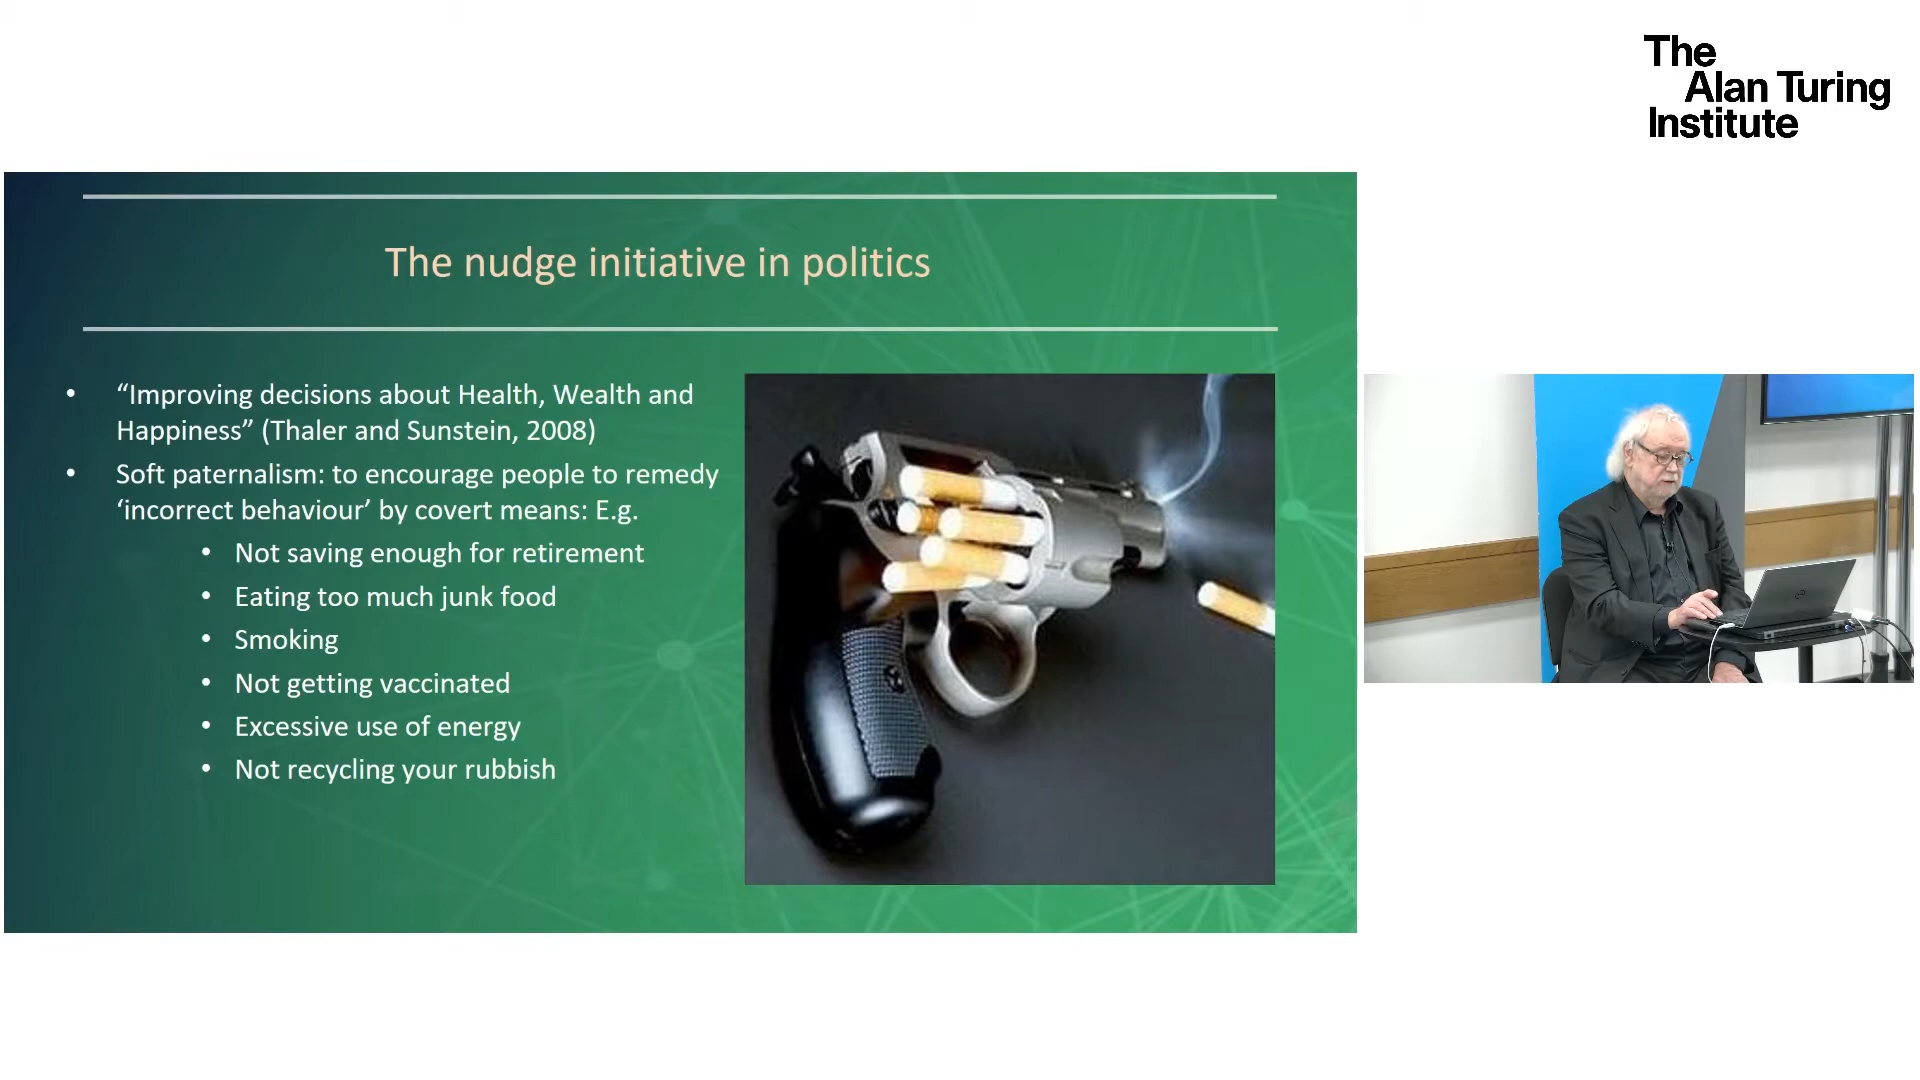 The
Alan Turing
Institute
The nudge initiative in politics
• “Improving decisions about Health, Wealth and
Happiness” (Thaler and Sunstein, 2008)
• Soft paternalism: to encourage people to remedy
‘incorrect behaviour’ by covert means: E.g.
• Not saving enough for retirement
• Eating too much junk food
• Smoking
• Not getting vaccinated
• Excessive use of energy
• Not recycling your rubbish